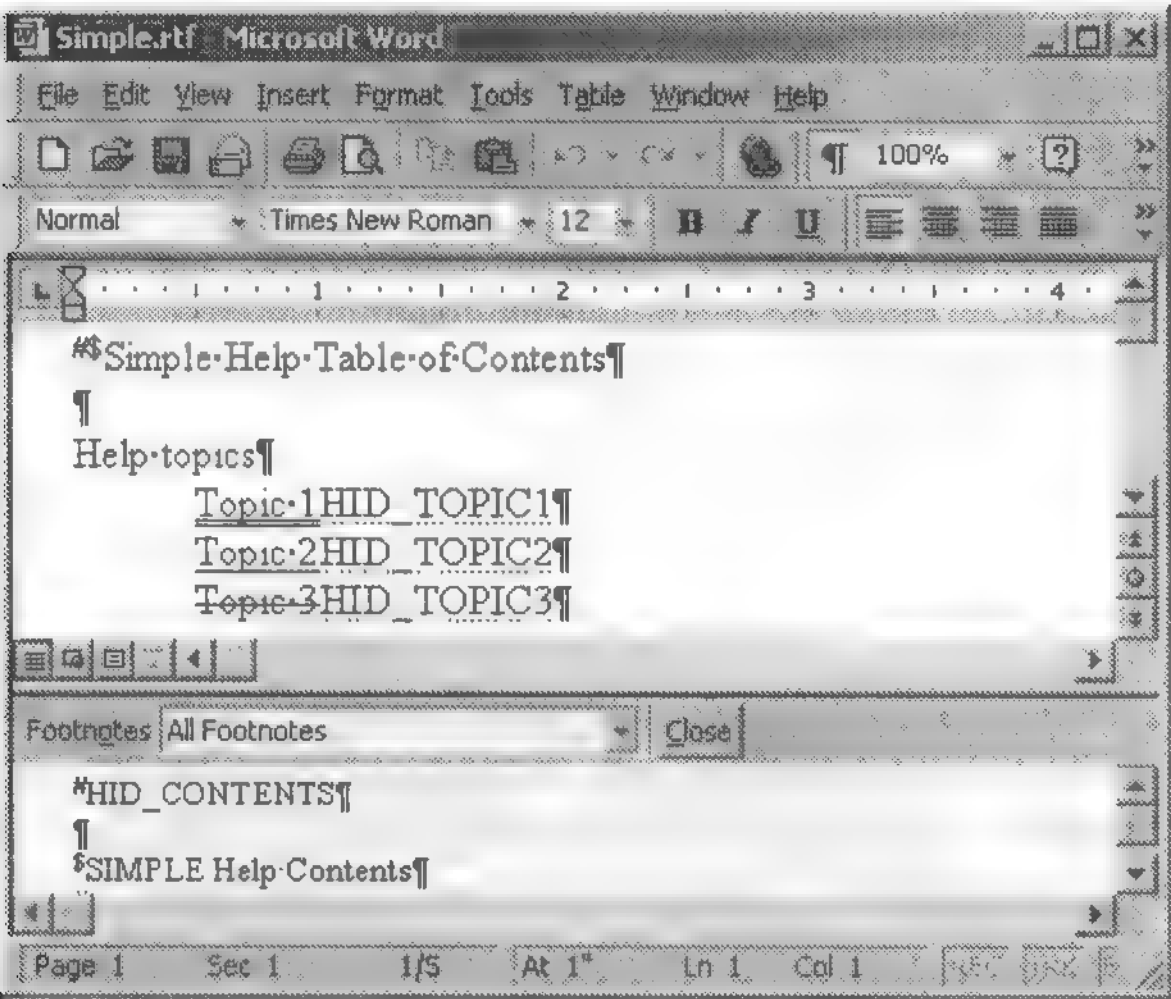 Simple.rtf - Microsoft Word
File Edit View Insert Format Tools Table Window Help
100%
Normal Times New Roman 12 B I U
1 2 3 4
#$Simple·Help·Table·of·Contents¶
¶
Help·topics¶
Topic·1HID_TOPIC1¶
Topic·2HID_TOPIC2¶
Topic·3HID_TOPIC3¶
Footnotes All Footnotes Close
#HID_CONTENTS¶
¶
$SIMPLE Help·Contents¶
Page 1 Sec 1 1/5 At 1" Ln 1 Col 1 REC TRK